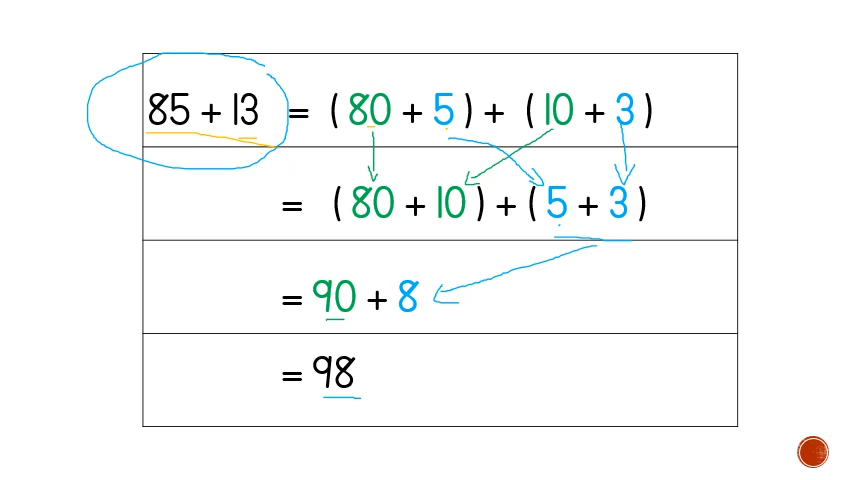 85 + 13 = ( 80 + 5 ) + ( 10 + 3 )
= ( 80 + 10 ) + ( 5 + 3 )
= 90 + 8
= 98